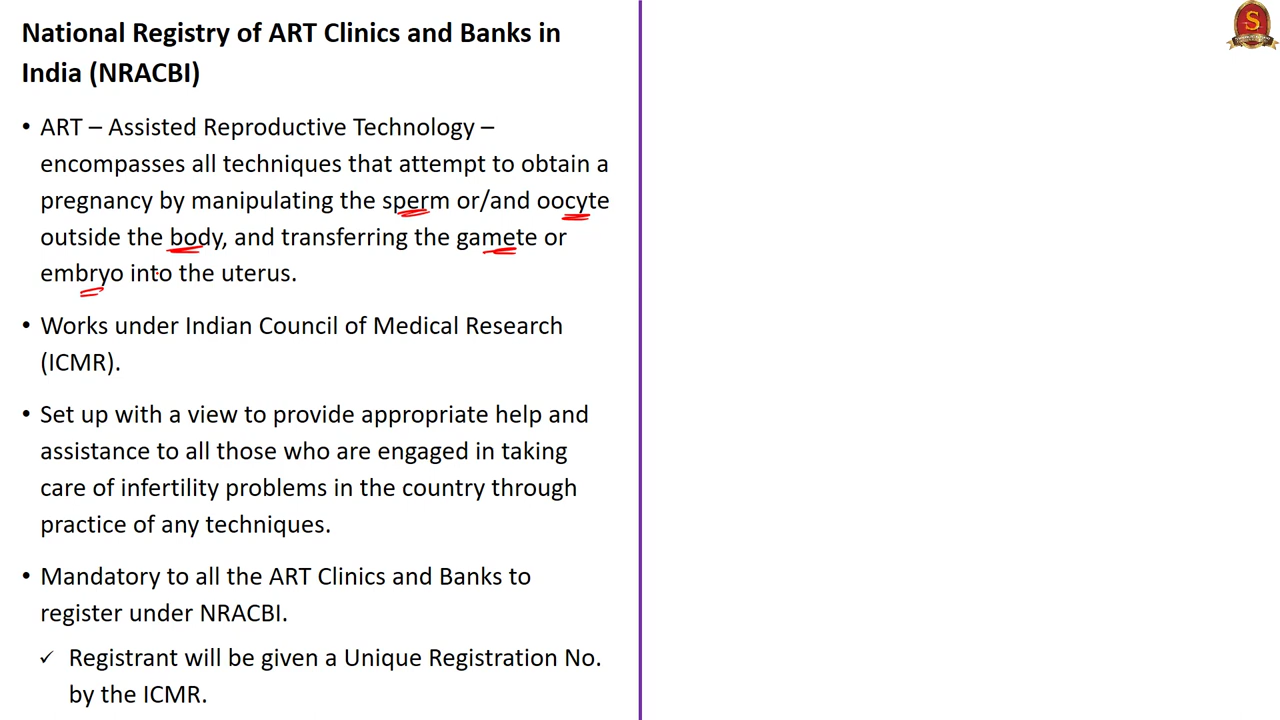 National Registry of ART Clinics and Banks in
India (NRACBI)
• ART – Assisted Reproductive Technology –
encompasses all techniques that attempt to obtain a
pregnancy by manipulating the sperm or/and oocyte
outside the body, and transferring the gamete or
embryo into the uterus.
• Works under Indian Council of Medical Research
(ICMR).
• Set up with a view to provide appropriate help and
assistance to all those who are engaged in taking
care of infertility problems in the country through
practice of any techniques.
• Mandatory to all the ART Clinics and Banks to
register under NRACBI.
✓ Registrant will be given a Unique Registration No.
by the ICMR.
S